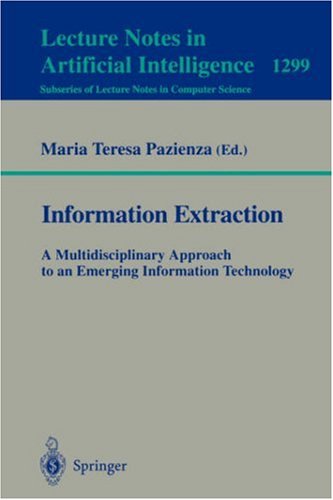 Lecture Notes in
Artificial Intelligence 1299
Subseries of Lecture Notes in Computer Science
Maria Teresa Pazienza (Ed.)
Information Extraction
A Multidisciplinary Approach
to an Emerging Information Technology
Springer